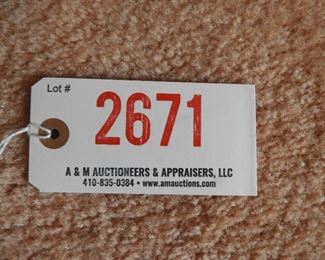 Lot #
2671
A & M AUCTIONEERS & APPRAISERS, LLC
410-835-0384 • www.amauctions.com